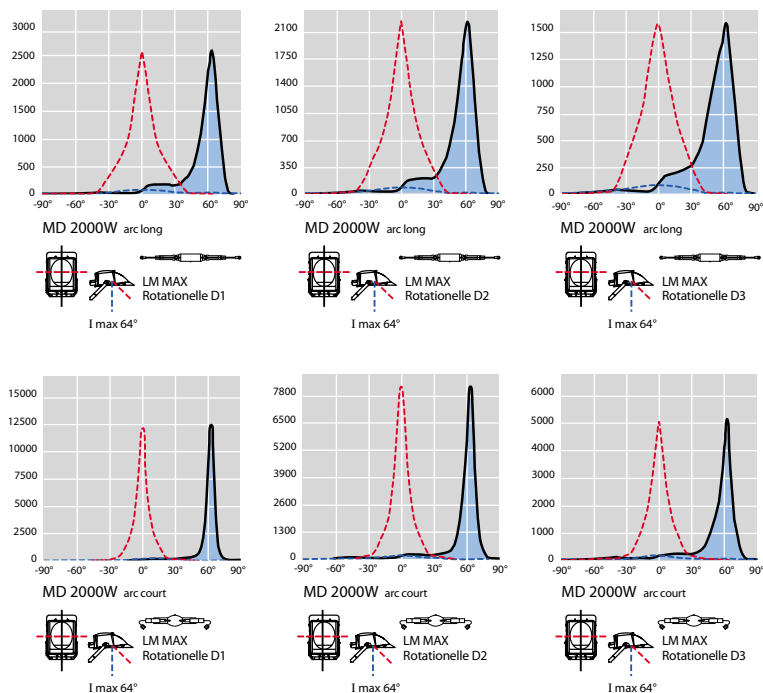 3000
2500
2000
1500
1000
500
0
-90° -60° -30° 0° 30° 60° 90°
MD 2000W arc long
LM MAX
Rotationelle D1
I max 64°
2100
1750
1400
1050
700
350
0
-90° -60° -30° 0° 30° 60° 90°
MD 2000W arc long
LM MAX
Rotationelle D2
I max 64°
1500
1250
1000
750
500
250
0
-90° -60° -30° 0° 30° 60° 90°
MD 2000W arc long
LM MAX
Rotationelle D3
I max 64°
15000
12500
10000
7500
5000
2500
0
-90° -60° -30° 0° 30° 60° 90°
MD 2000W arc court
LM MAX
Rotationelle D1
I max 64°
7800
6500
5200
3900
2600
1300
0
-90° -60° -30° 0° 30° 60° 90°
MD 2000W arc court
LM MAX
Rotationelle D2
I max 64°
6000
5000
4000
3000
2000
1000
0
-90° -60° -30° 0° 30° 60° 90°
MD 2000W arc court
LM MAX
Rotationelle D3
I max 64°